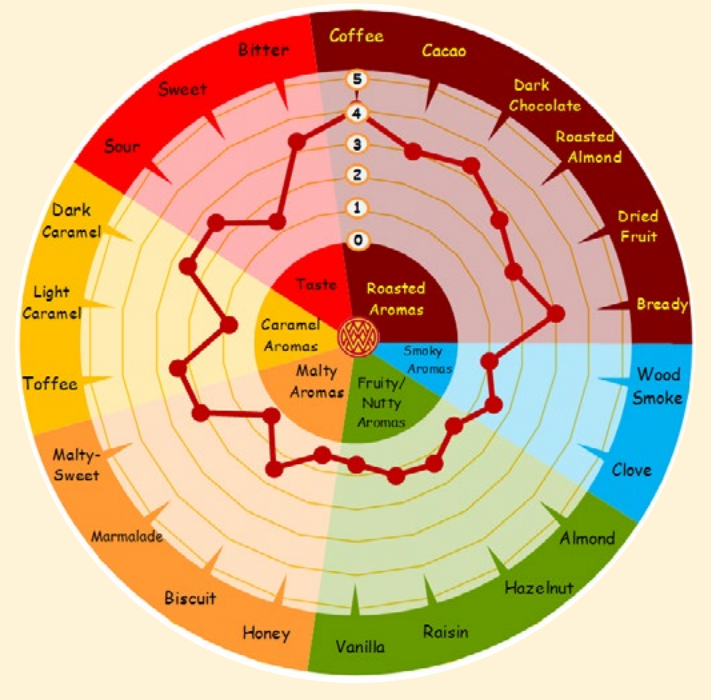 Coffee
Cacao
Dark
Chocolate
Roasted
Almond
Dried
Fruit
Bready
Wood
Smoke
Clove
Almond
Hazelnut
Raisin
Vanilla
Honey
Biscuit
Marmalade
Malty-
Sweet
Toffee
Light
Caramel
Dark
Caramel
Sour
Sweet
Bitter
5
4
3
2
1
0
Taste
Roasted
Aromas
Caramel
Aromas
Smoky
Aromas
Malty
Aromas
Fruity/
Nutty
Aromas